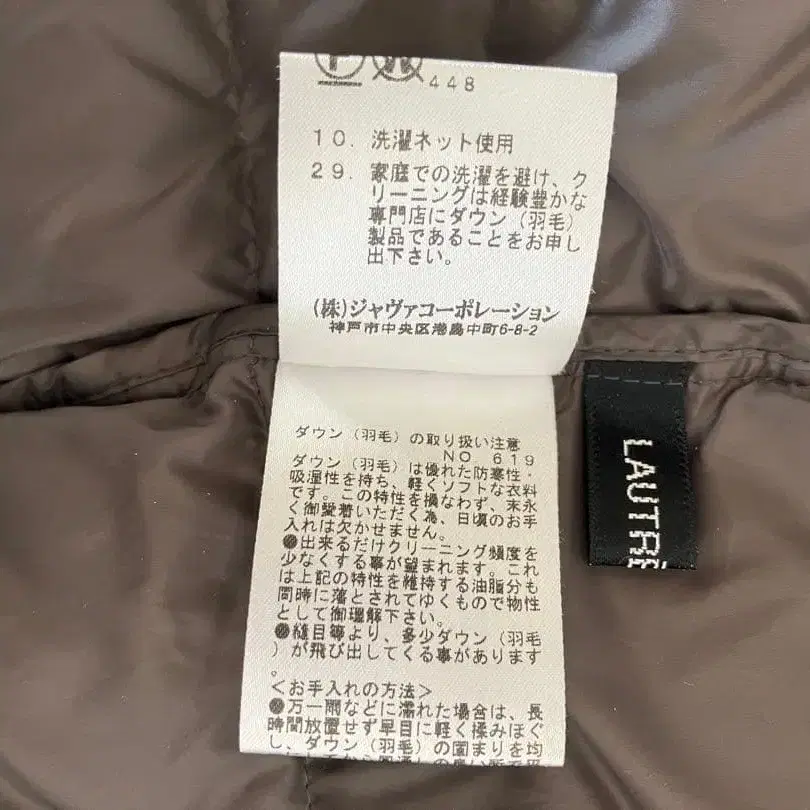 P W
448
10. 洗濯ネット使用
29. 家庭での洗濯を避け、ク
リーニングは経験豊かな
専門店にダウン(羽毛)
製品であることをお申し
出下さい。
(株)ジャヴァコーポレーション
神戸市中央区港島中町6-8-2
ダウン(羽毛)の取り扱い注意
NO. 619
ダウン(羽毛)は優れた防寒性・
吸湿性を持ち、軽くソフトな衣料
です。この特性を損なわず、末永
く御愛着いただく為、日頃のお手
入れは欠かせません。
●出来るだけクリーニング頻度を
少なくする事が望まれます。これ
は上記の特性を維持する油脂分も
同時に落とされてゆくもので物性
として御理解下さい。
●縫目等より、多少ダウン(羽毛
)が飛び出してくる事があります
。
<お手入れの方法>
●万一雨などに濡れた場合は、長
時間放置せず早目に軽く揉みほぐ
し、ダウン(羽毛)の固まりを均
LAUTRE